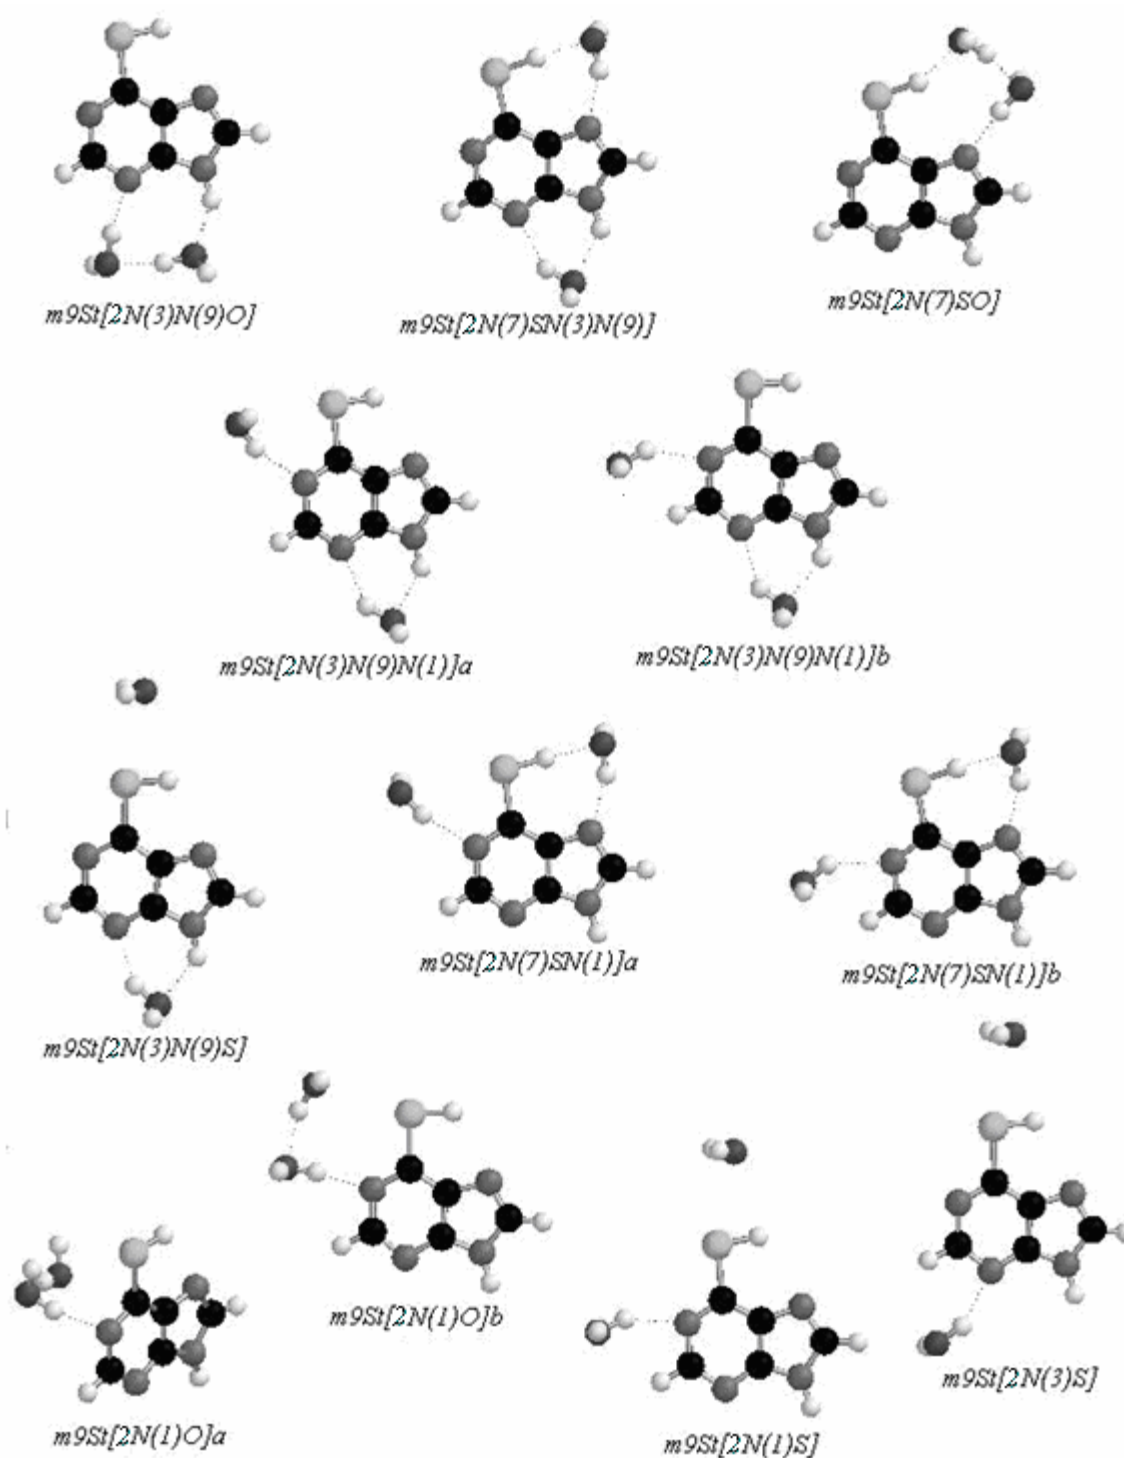 m9St[2N(3)N(9)O]
m9St[2N(7)SN(3)N(9)]
m9St[2N(7)SO]
m9St[2N(3)N(9)N(1)]a
m9St[2N(3)N(9)N(1)]b
m9St[2N(3)N(9)S]
m9St[2N(7)SN(1)]a
m9St[2N(7)SN(1)]b
m9St[2N(1)O]a
m9St[2N(1)O]b
m9St[2N(1)S]
m9St[2N(3)S]